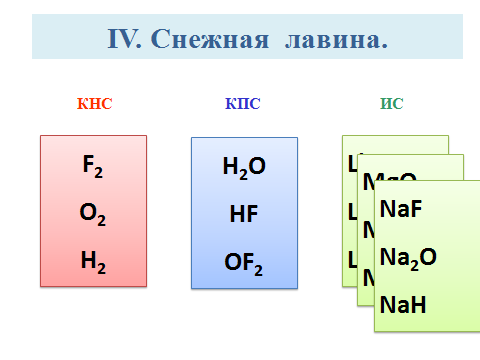 IV. Снежная лавина.
КНС
КПС
ИС
F₂
O₂
H₂
H₂O
HF
OF₂
NaF
Na₂O
NaH